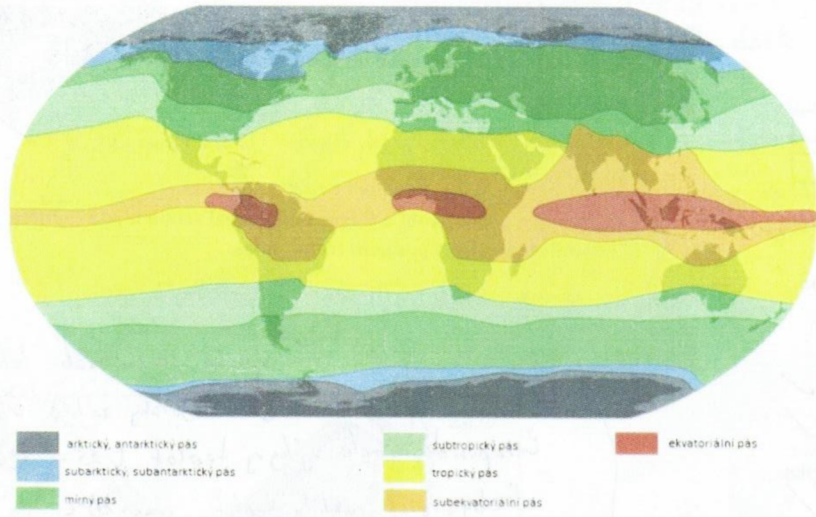 arktický, antarktický pás
subarktický, subantarktický pás
mírný pás
subtropický pás
tropický pás
subekvatoriální pás
ekvatoriální pás